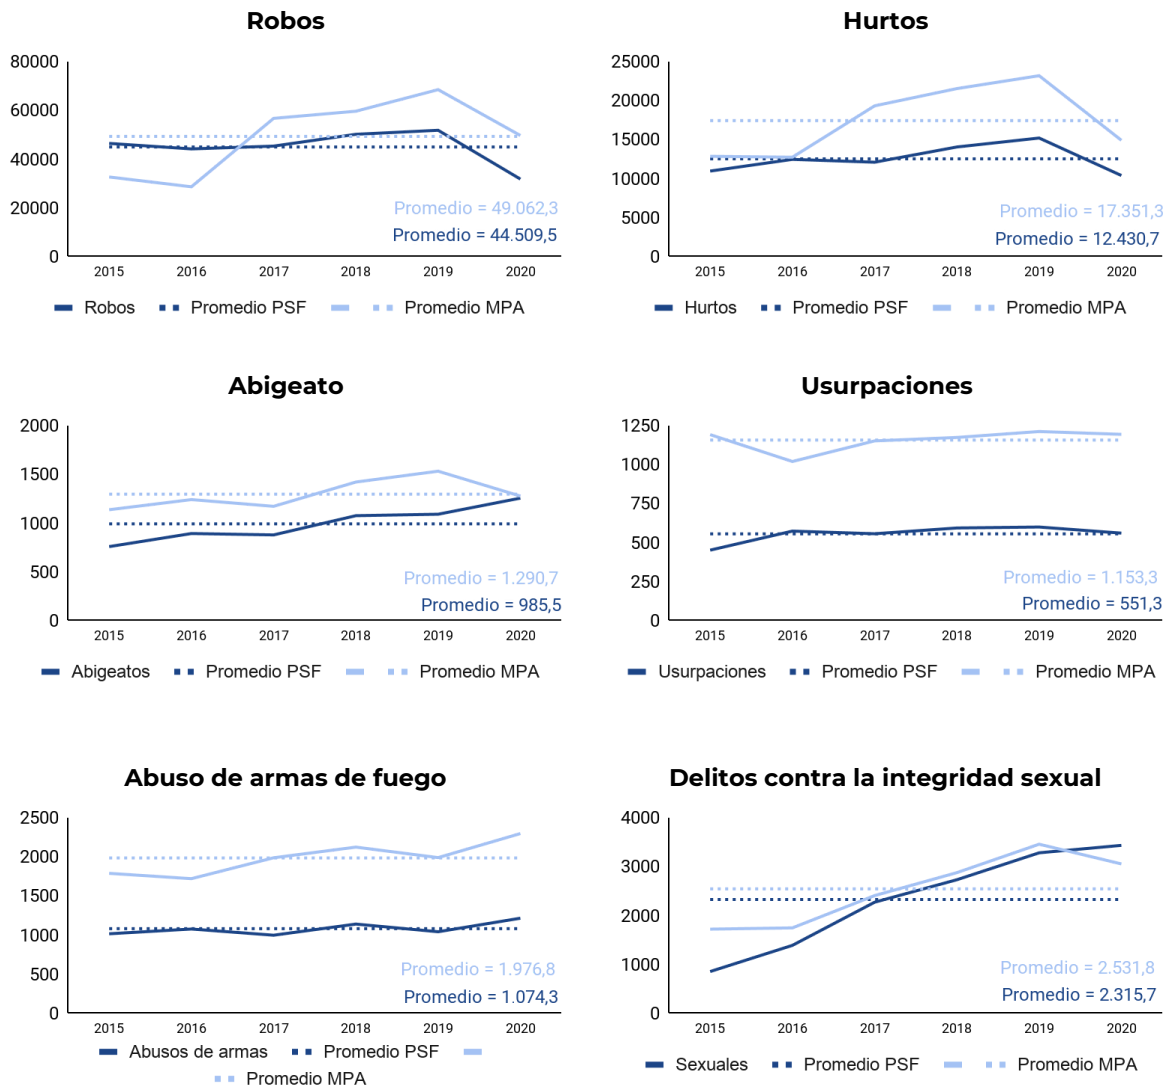 Robos
80000
60000
40000
20000
0
Promedio = 49.062,3
Promedio = 44.509,5
2015 2016 2017 2018 2019 2020
Robos Promedio PSF Promedio MPA
Hurtos
25000
20000
15000
10000
5000
0
Promedio = 17.351,3
Promedio = 12.430,7
2015 2016 2017 2018 2019 2020
Hurtos Promedio PSF Promedio MPA
Abigeato
2000
1500
1000
500
0
Promedio = 1.290,7
Promedio = 985,5
2015 2016 2017 2018 2019 2020
Abigeatos Promedio PSF Promedio MPA
Usurpaciones
1250
1000
750
500
250
0
Promedio = 1.153,3
Promedio = 551,3
2015 2016 2017 2018 2019 2020
Usurpaciones Promedio PSF Promedio MPA
Abuso de armas de fuego
2500
2000
1500
1000
500
0
Promedio = 1.976,8
Promedio = 1.074,3
2015 2016 2017 2018 2019 2020
Abusos de armas Promedio PSF
Promedio MPA
Delitos contra la integridad sexual
4000
3000
2000
1000
0
Promedio = 2.531,8
Promedio = 2.315,7
2015 2016 2017 2018 2019 2020
Sexuales Promedio PSF Promedio MPA